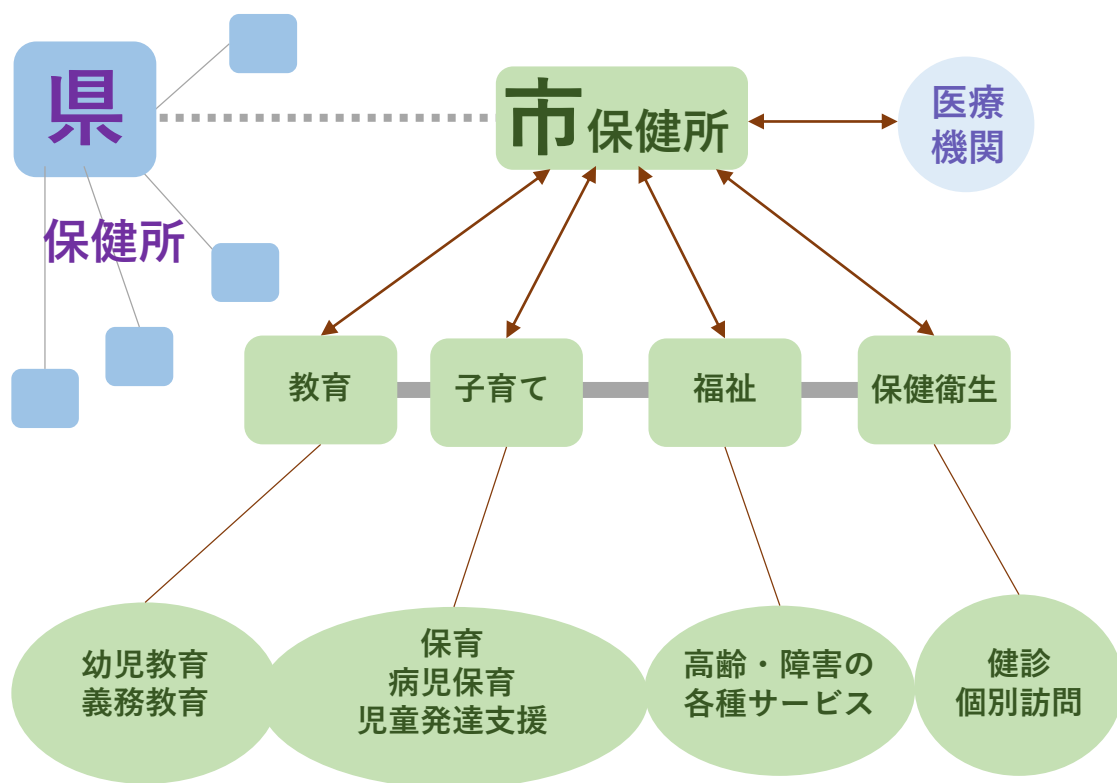 県
保健所
市保健所
医療
機関
教育
子育て
福祉
保健衛生
幼児教育
義務教育
保育
病児保育
児童発達支援
高齢・障害の
各種サービス
健診
個別訪問